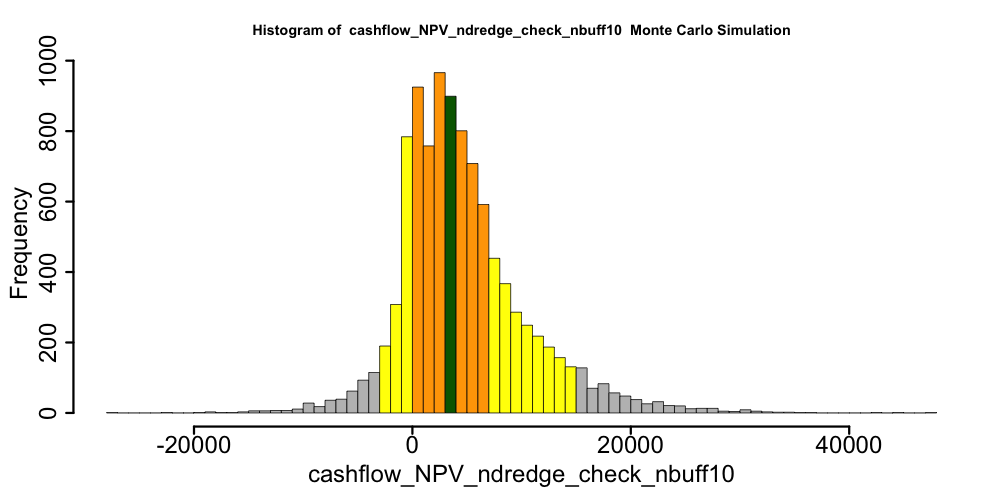 Histogram of  cashflow_NPV_ndredge_check_nbuff10  Monte Carlo Simulation
Frequency
1000
800
600
400
200
0
-20000 0 20000 40000
cashflow_NPV_ndredge_check_nbuff10